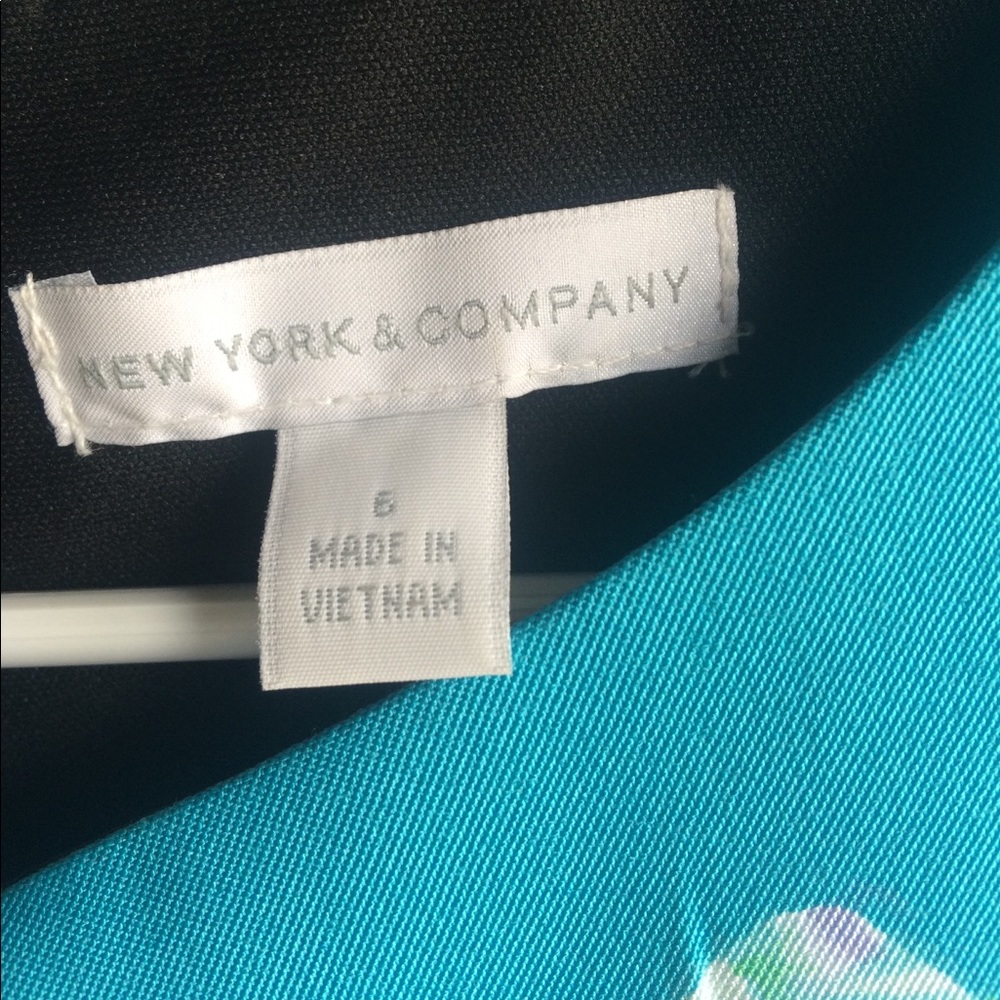 NEW YORK & COMPANY
6
MADE IN
VIETNAM